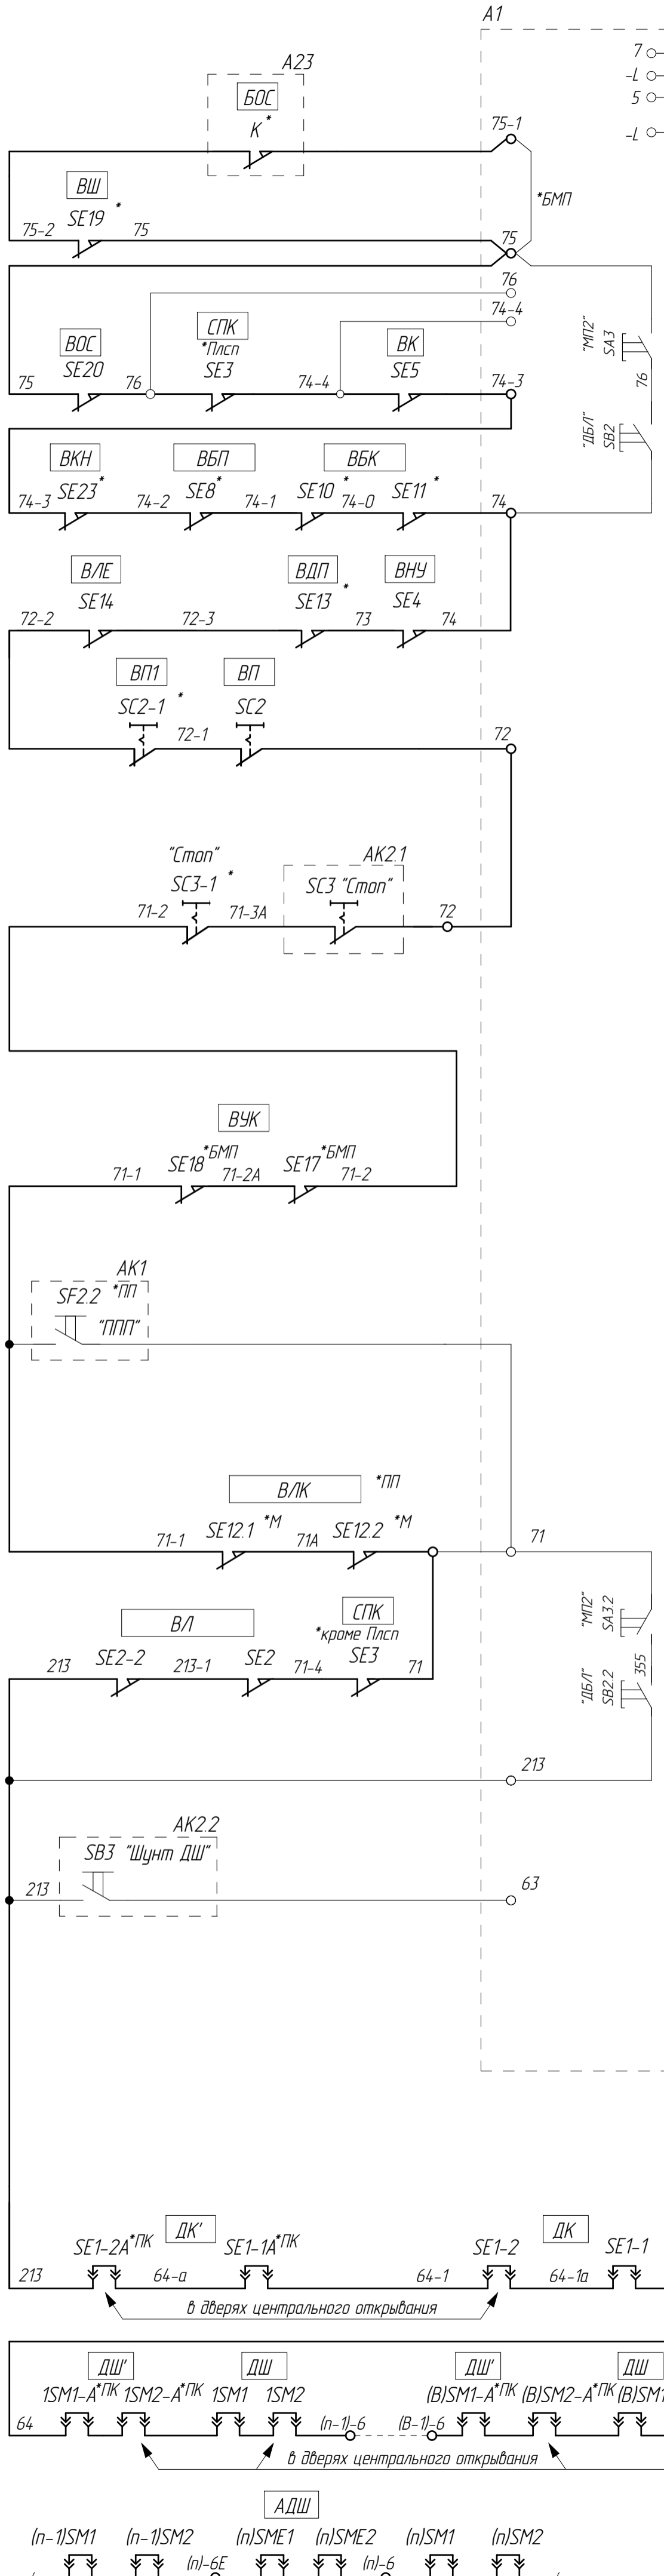 A1
7
A23
-L
БОС
5
К*
75-1
-L
ВШ
SE19 *
*БМП
75-2
75
75
76
74-4
СПК
ВОС
*Плсп
ВК
"МП2"
SA3
SE20
SE3
SE5
75
76
74-4
74-3
76
"ДБЛ"
SB2
ВКН
ВБП
ВБК
SE23*
SE8*
SE10 *
SE11 *
74-3
74-2
74-1
74-0
74
ВЛЕ
ВДП
ВНУ
SE14
SE13 *
SE4
72-2
72-3
73
74
ВП1
ВП
SC2-1 *
SC2
72-1
72
"Стоп"
AK2.1
SC3-1 *
SC3 "Стоп"
71-2
71-3A
72
ВУК
SE18*БМП
SE17*БМП
71-1
71-2A
71-2
AK1
SF2.2 *ПП
"ППП"
ВЛК
*ПП
SE12.1 *М
SE12.2 *М
71-1
71A
71
"МП2"
SA3.2
СПК
ВЛ
*кроме Плсп
SE2-2
SE2
SE3
213
213-1
71-4
71
355
"ДБЛ"
SB2.2
213
AK2.2
SB3 "Шунт ДШ"
213
63
ДК'
ДК
SE1-2A*ПК
SE1-1A*ПК
SE1-2
SE1-1
213
64-а
64-1
64-1а
в дверях центрального открывания
ДШ'
ДШ
ДШ'
ДШ
1SM1-A*ПК
1SM2-A*ПК
1SM1
1SM2
(В)SM1-A*ПК
(В)SM2-A*ПК
(В)SM1
64
(п-1)-6
(В-1)-6
в дверях центрального открывания
АДШ
(п-1)SM1
(п-1)SM2
(п)SME1
(п)SME2
(п)SM1
(п)SM2
(п)-6Е
(п)-6